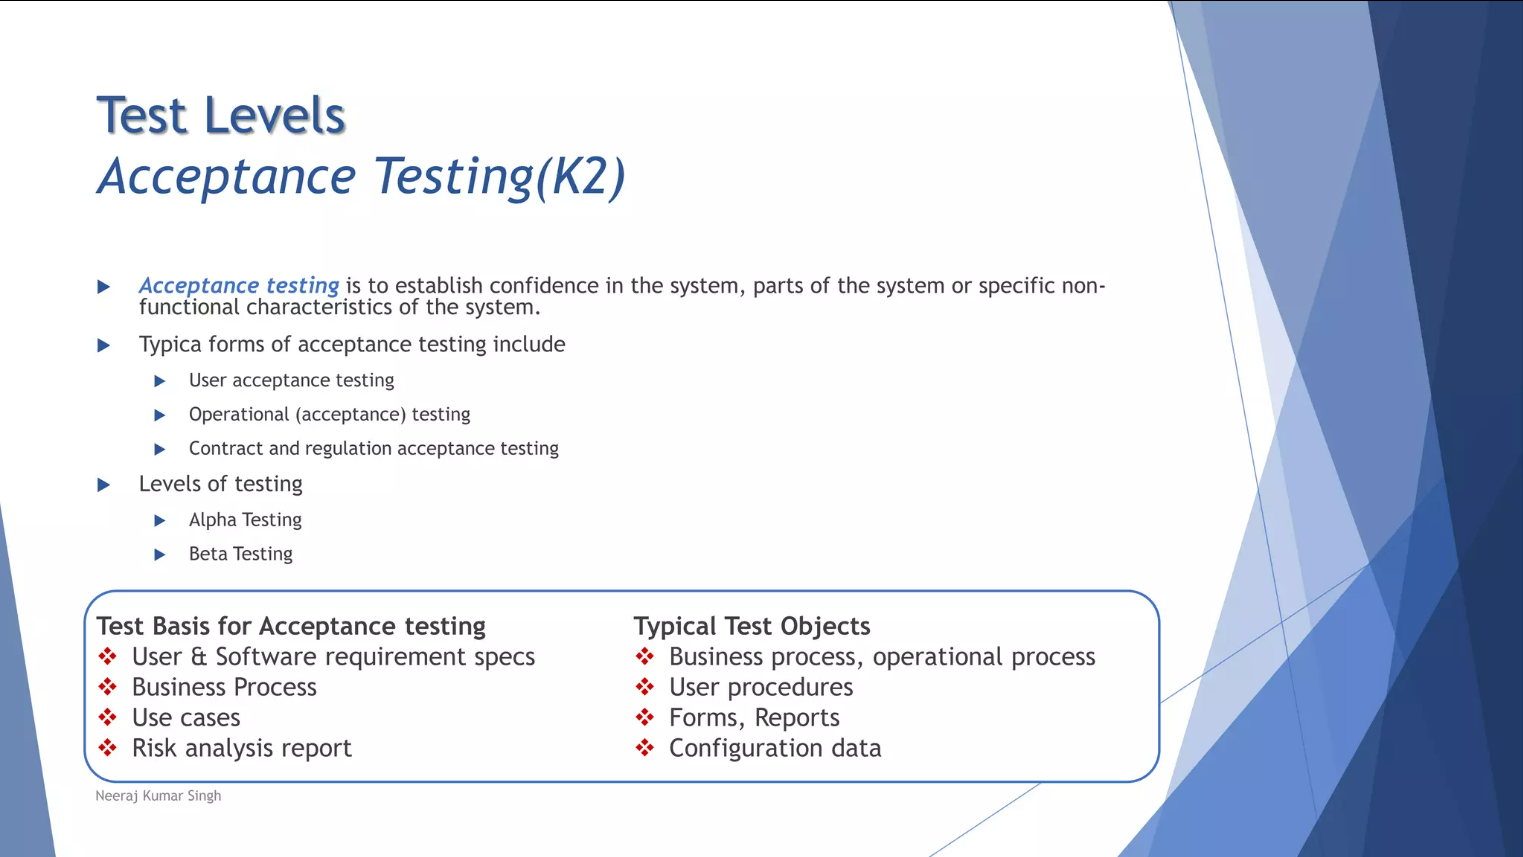 Test Levels
Acceptance Testing(K2)
Acceptance testing is to establish confidence in the system, parts of the system or specific non-
functional characteristics of the system.
Typica forms of acceptance testing include
User acceptance testing
Operational (acceptance) testing
Contract and regulation acceptance testing
Levels of testing
Alpha Testing
Beta Testing
Test Basis for Acceptance testing
User & Software requirement specs
Business Process
Use cases
Risk analysis report
Typical Test Objects
Business process, operational process
User procedures
Forms, Reports
Configuration data
Neeraj Kumar Singh